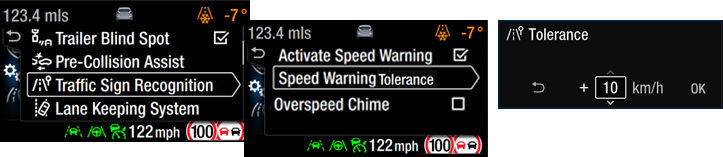 123.4 mls -7°
Trailer Blind Spot
Pre-Collision Assist
Traffic Sign Recognition
Lane Keeping System
122 mph 100
123.4 mls -7°
Activate Speed Warning
Speed Warning Tolerance
Overspeed Chime
122 mph 100
Tolerance
+ 10 km/h OK